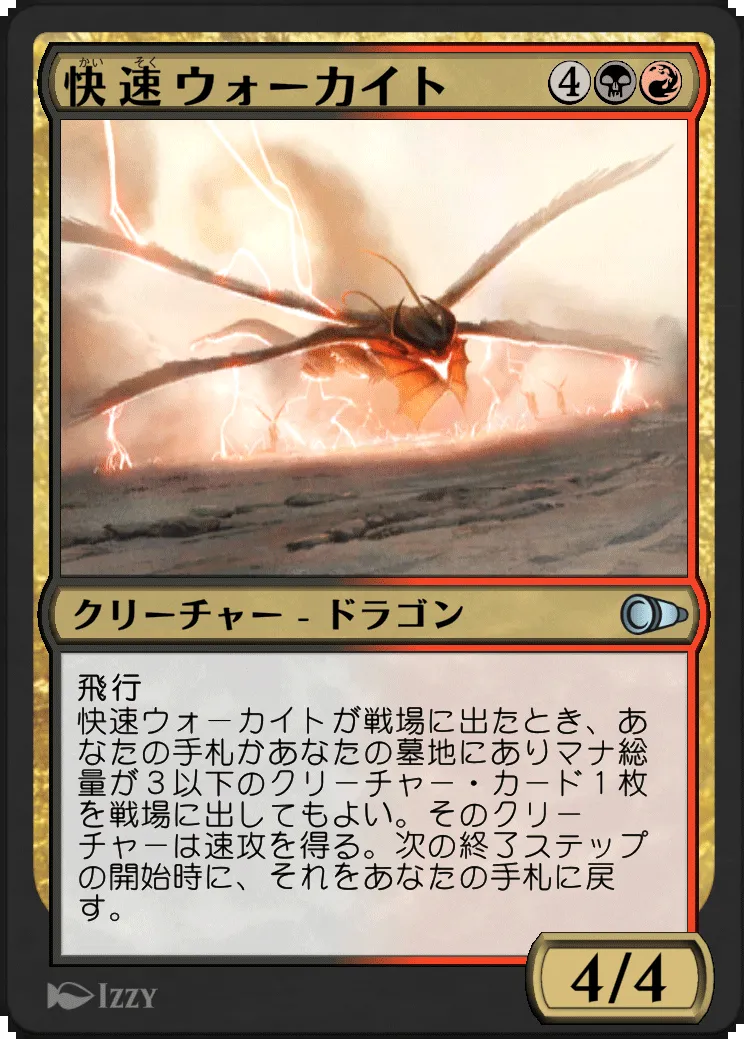 快速ウォーカイト
かい そく
4
クリーチャー - ドラゴン
飛行
快速ウォーカイトが戦場に出たとき、あ
なたの手札かあなたの墓地にありマナ総
量が３以下のクリーチャー・カード１枚
を戦場に出してもよい。そのクリー
チャーは速攻を得る。次の終了ステップ
の開始時に、それをあなたの手札に戻
す。
4/4
IZZY